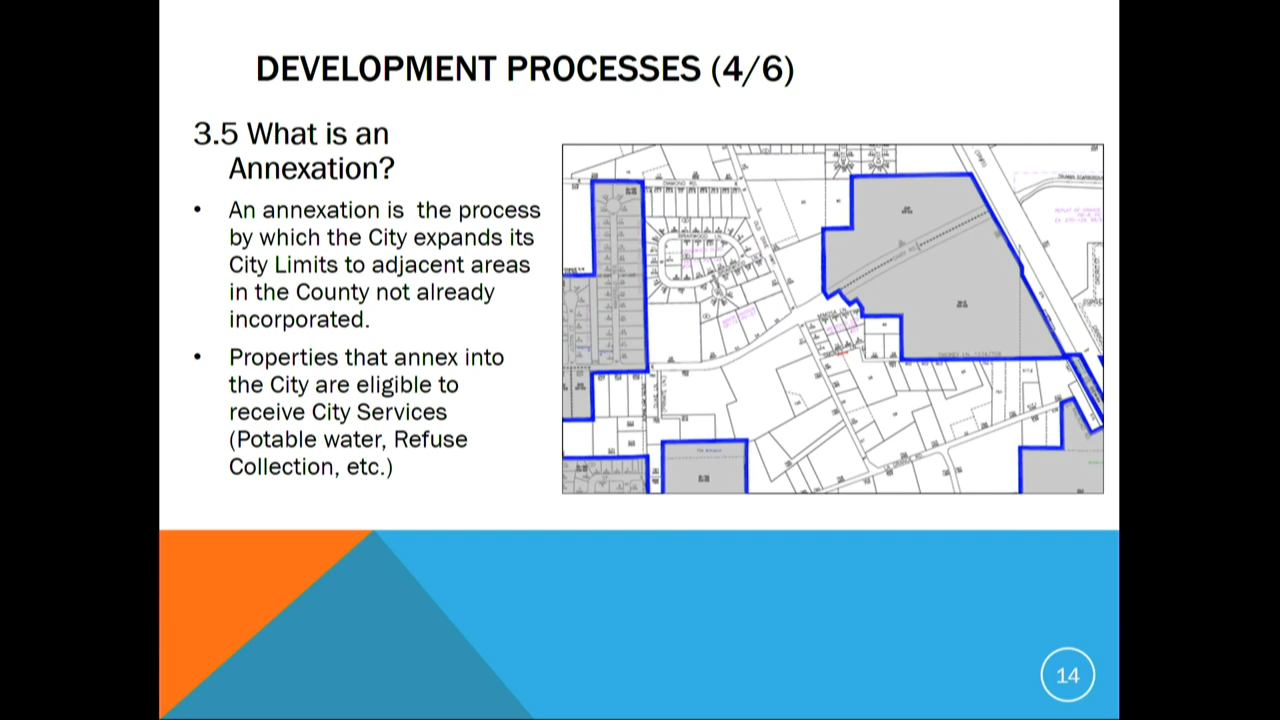 DEVELOPMENT PROCESSES (4/6)
3.5 What is an
Annexation?
• An annexation is the process
by which the City expands its
City Limits to adjacent areas
in the County not already
incorporated.
• Properties that annex into
the City are eligible to
receive City Services
(Potable water, Refuse
Collection, etc.)
14